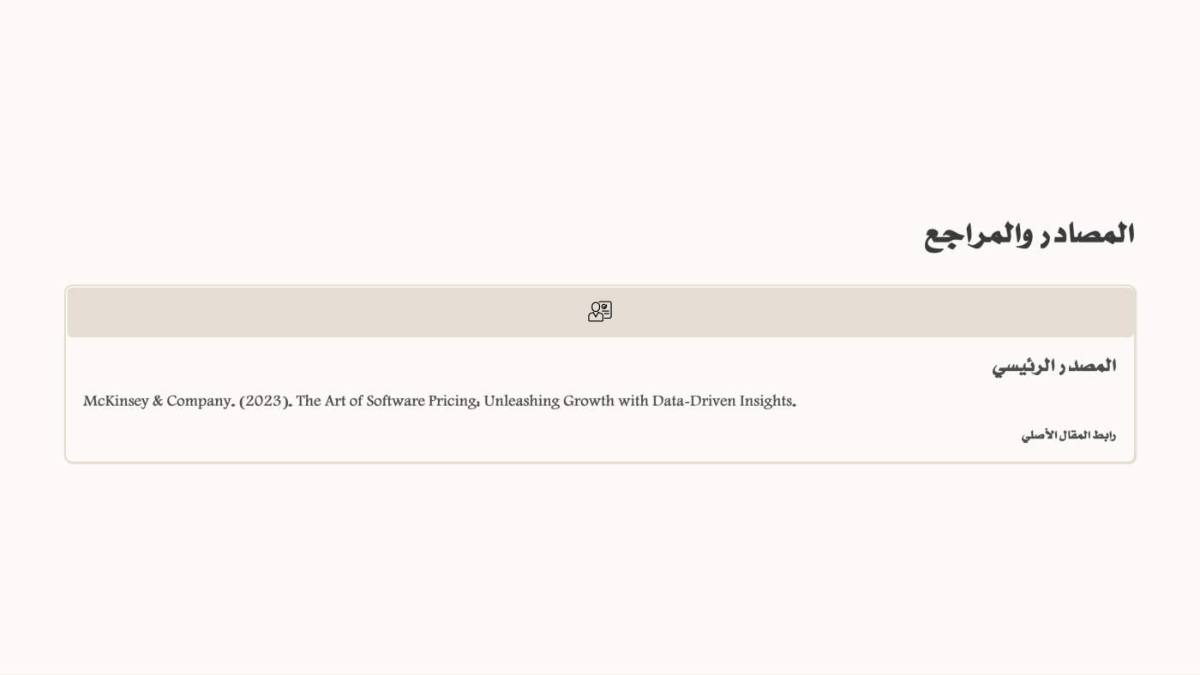 المصادر والمراجع
المصدر الرئيسي
McKinsey & Company. (2023). The Art of Software Pricing: Unleashing Growth with Data-Driven Insights.
رابط المقال الأصلي